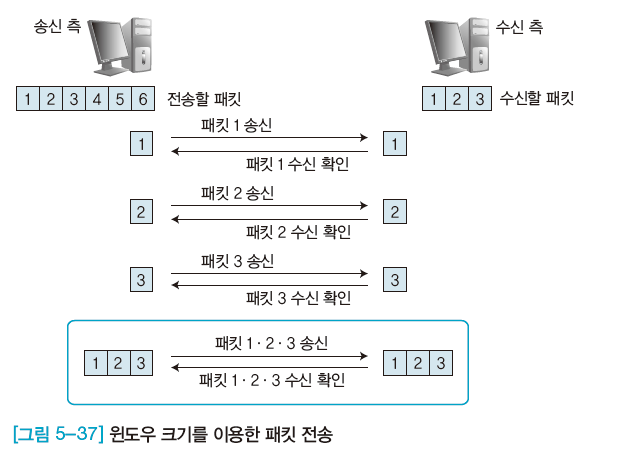 송신 측
수신 측
1 2 3 4 5 6 전송할 패킷
1 2 3 수신할 패킷
패킷 1 송신
1
1
패킷 1 수신 확인
패킷 2 송신
2
2
패킷 2 수신 확인
패킷 3 송신
3
3
패킷 3 수신 확인
패킷 1 · 2 · 3 송신
1 2 3
1 2 3
패킷 1 · 2 · 3 수신 확인
[그림 5-37] 윈도우 크기를 이용한 패킷 전송